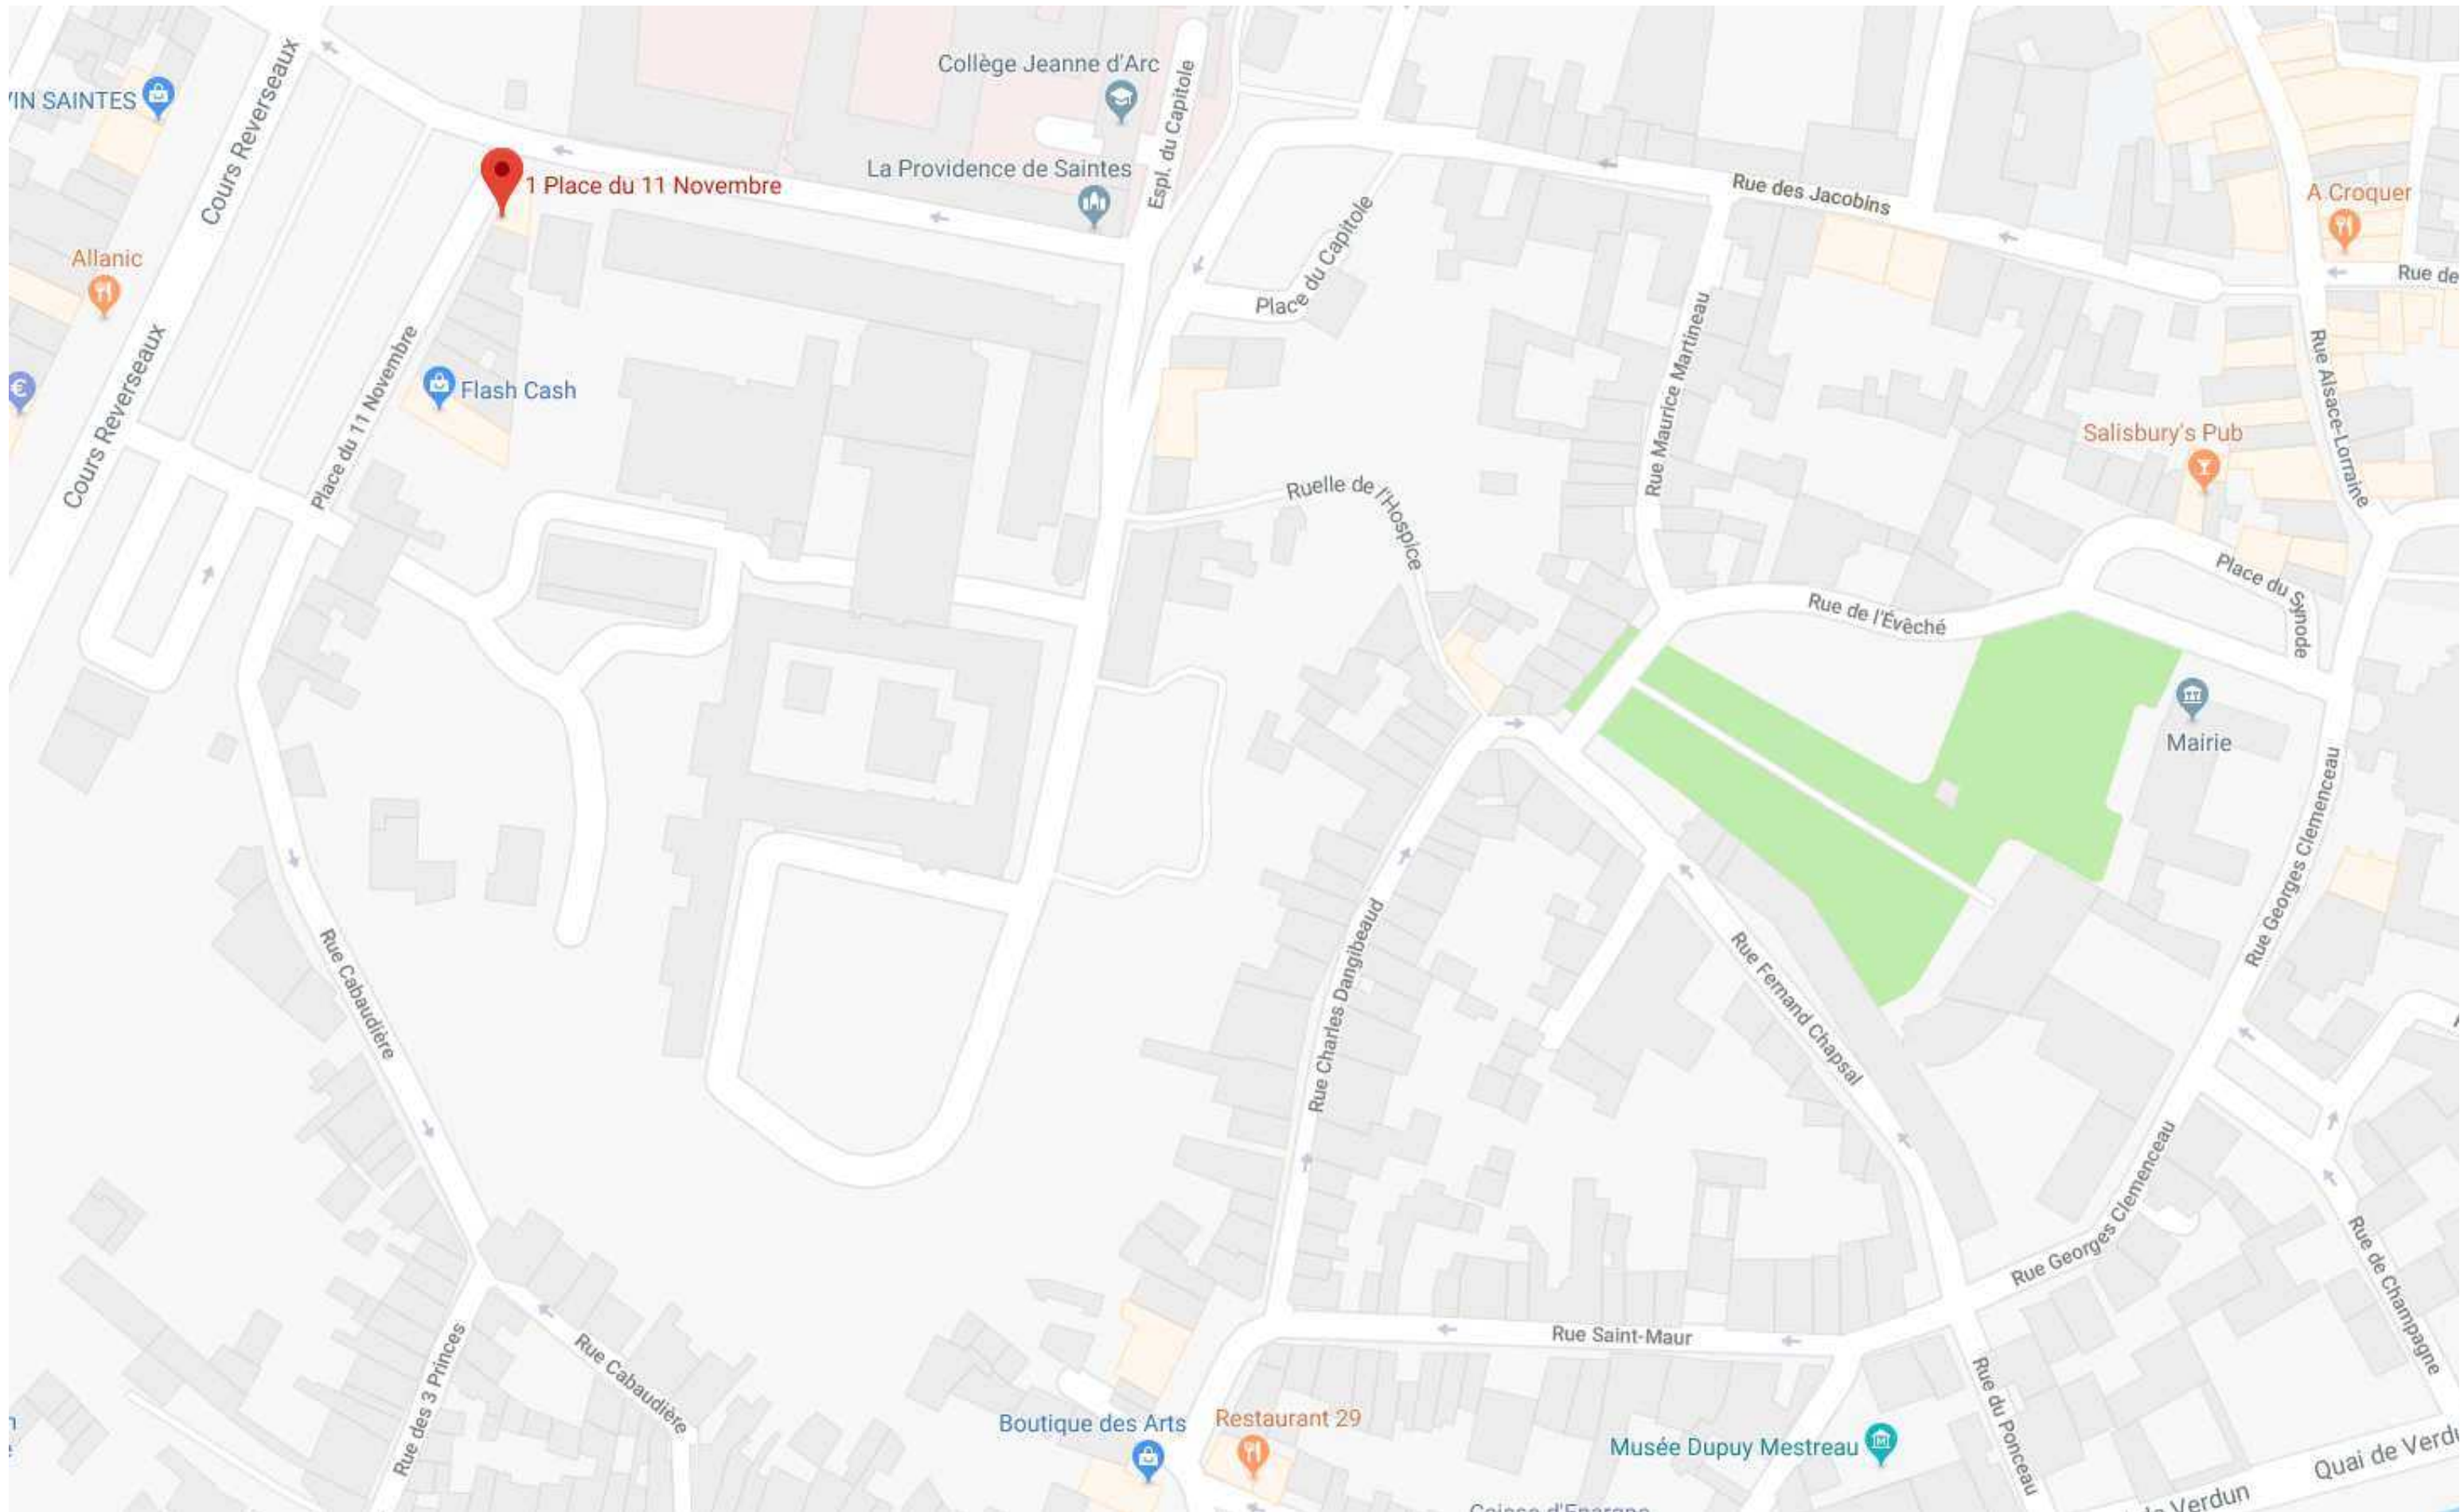 Collège Jeanne d'Arc
Cours Reverseaux
Espl. du Capitole
SAINTES
La Providence de Saintes
1 Place du 11 Novembre
Rue des Jacobins
A Croquer
Allanic
Place du Capitole
Rue de
Cours Reverseaux
Place du 11 Novembre
Flash Cash
Rue Maurice Martineau
Rue Alsace-Lorraine
Salisbury's Pub
Ruelle de l'Hospice
Place du Synode
Rue de l'Évêché
Mairie
Rue Georges Clemenceau
Rue Cabaudière
Rue Charles Dangibeaud
Rue Fernand Chapsal
Rue Georges Clemenceau
Rue de Champagne
Rue Saint-Maur
Rue des 3 Princes
Rue Cabaudière
Boutique des Arts
Restaurant 29
Musée Dupuy Mestreau
Rue du Ponceau
Quai de Verd
Verdun